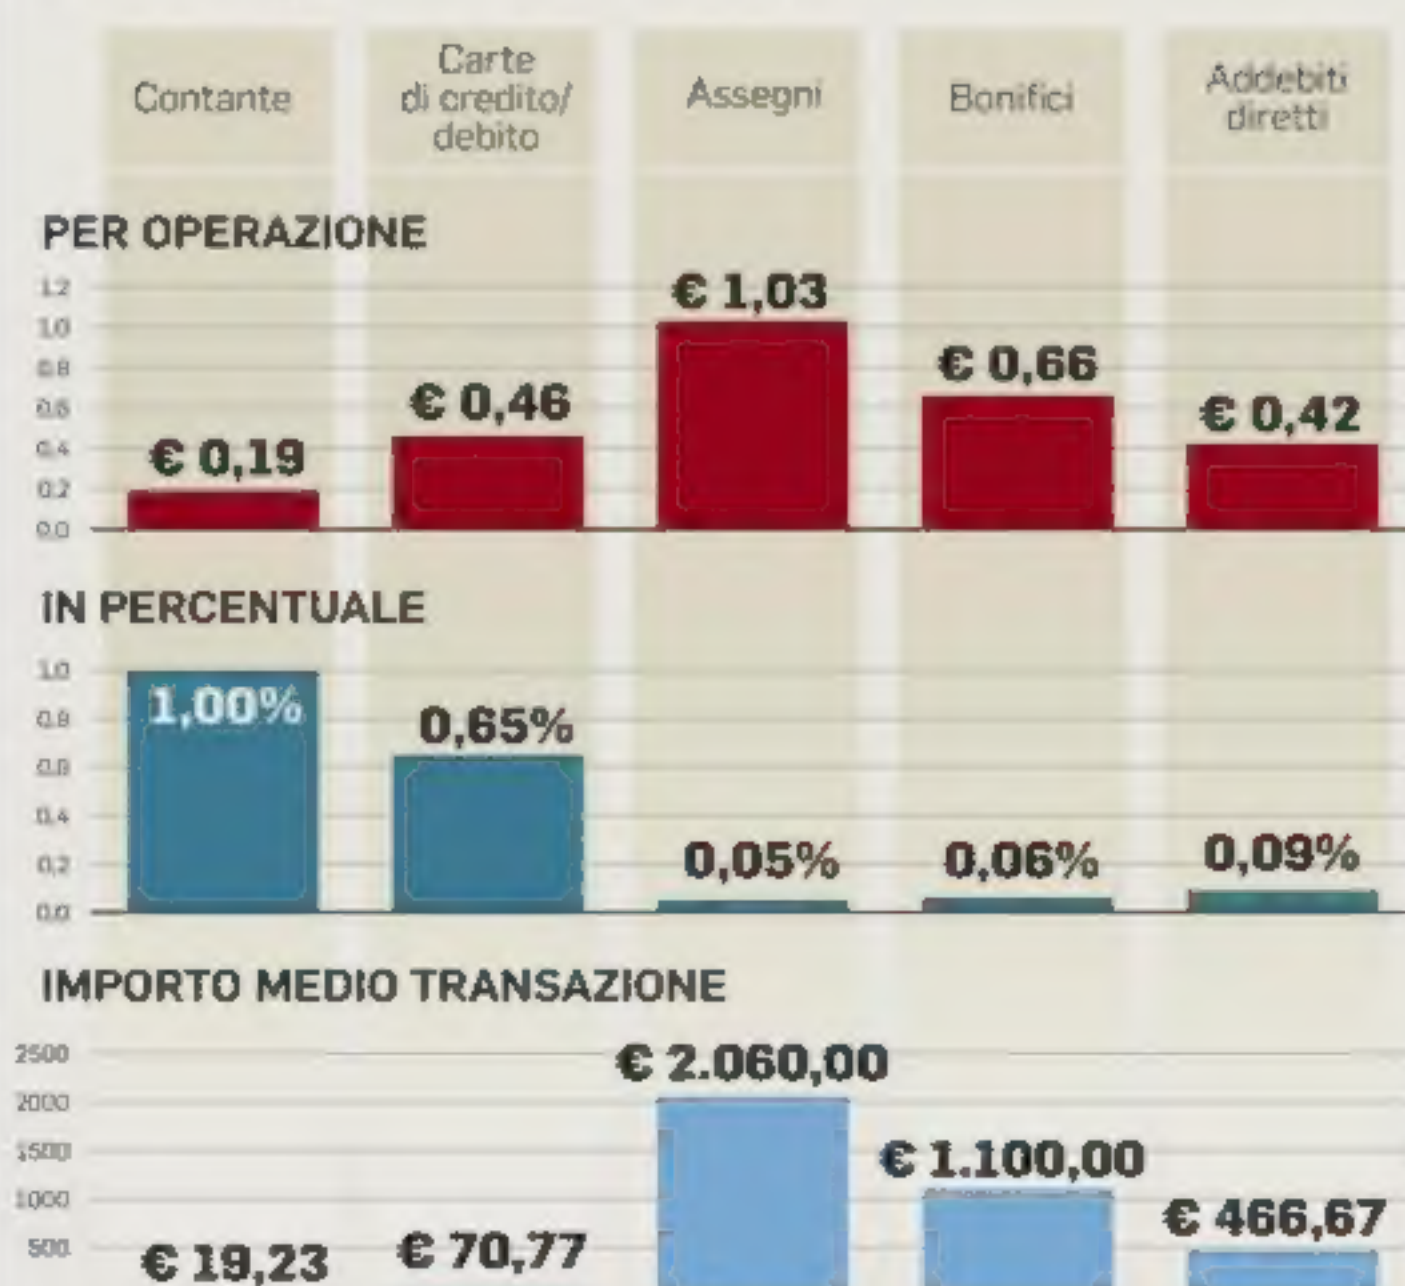 Contante
Carte
di credito/
debito
Assegni
Bonifici
Addebiti
diretti
PER OPERAZIONE
1.2
1.0
0.8
0.6
0.4
0.2
0.0
€ 0,19
€ 0,46
€ 1,03
€ 0,66
€ 0,42
IN PERCENTUALE
1.0
0.8
0.4
0.2
0.0
1,00%
0,65%
0,05%
0,06%
0,09%
IMPORTO MEDIO TRANSAZIONE
2500
2000
1500
1000
500
€ 19,23
€ 70,77
€ 2.060,00
€ 1.100,00
€ 466,67